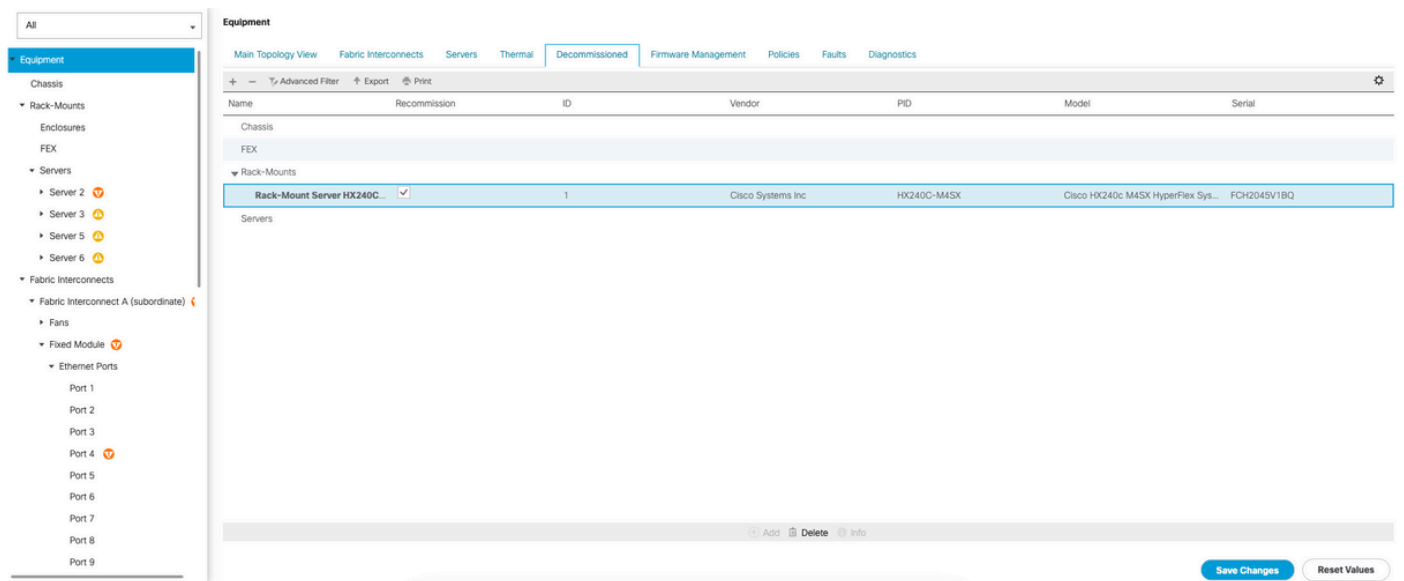 All
Equipment
Chassis
Rack-Mounts
Enclosures
FEX
Servers
Server 2
Server 3
Server 5
Server 6
Fabric Interconnects
Fabric Interconnect A (subordinate)
Fans
Fixed Module
Ethernet Ports
Port 1
Port 2
Port 3
Port 4
Port 5
Port 6
Port 7
Port 8
Port 9
Equipment
Main Topology View Fabric Interconnects Servers Thermal Decommissioned Firmware Management Policies Faults Diagnostics
+ − Advanced Filter Export Print
Name Recommission ID Vendor PID Model Serial
Chassis
FEX
Rack-Mounts
Rack-Mount Server HX240C... 1 Cisco Systems Inc HX240C-M4SX Cisco HX240c M4SX HyperFlex Sys... FCH2045V1BQ
Servers
Add Delete Info
Save Changes Reset Values